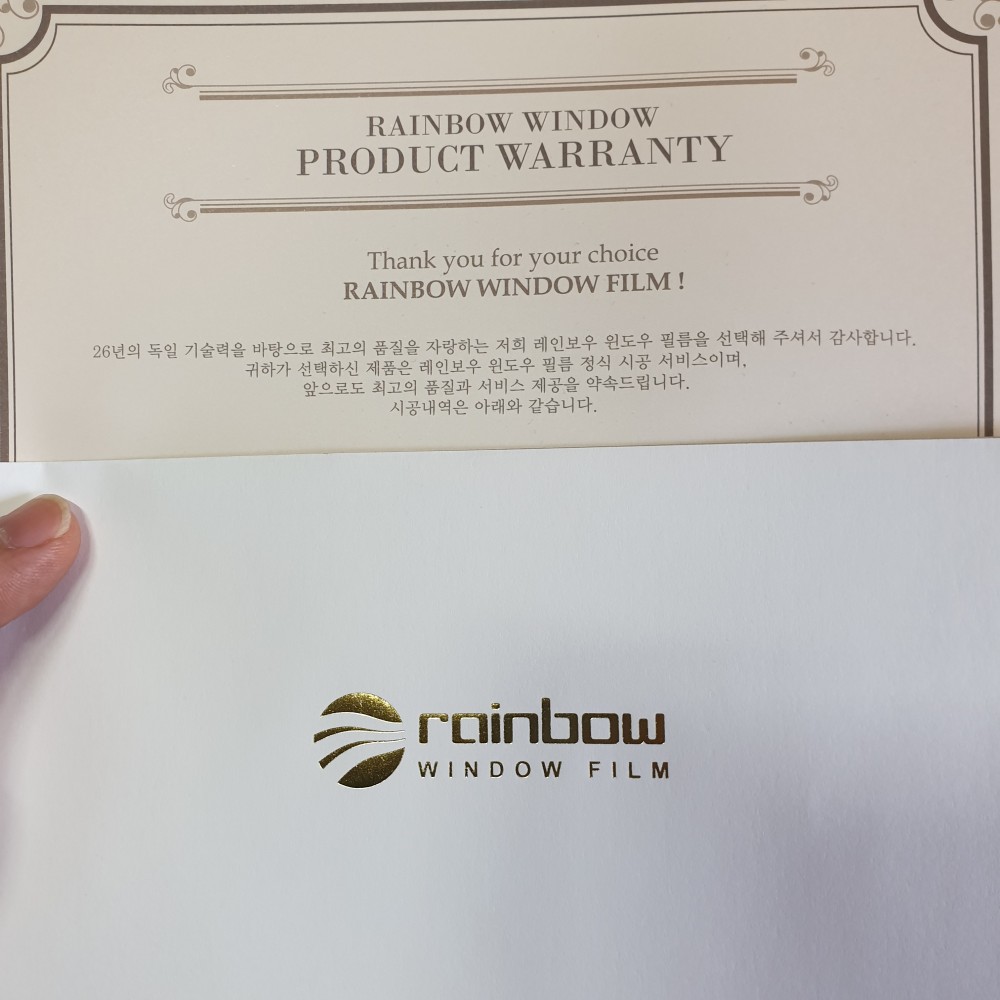 RAINBOW WINDOW
PRODUCT WARRANTY
Thank you for your choice
RAINBOW WINDOW FILM !
26년의 독일 기술력을 바탕으로 최고의 품질을 자랑하는 저희 레인보우 윈도우 필름을 선택해 주셔서 감사합니다.
귀하가 선택하신 제품은 레인보우 윈도우 필름 정식 시공 서비스이며,
앞으로도 최고의 품질과 서비스 제공을 약속드립니다.
시공내역은 아래와 같습니다.
rainbow
WINDOW FILM